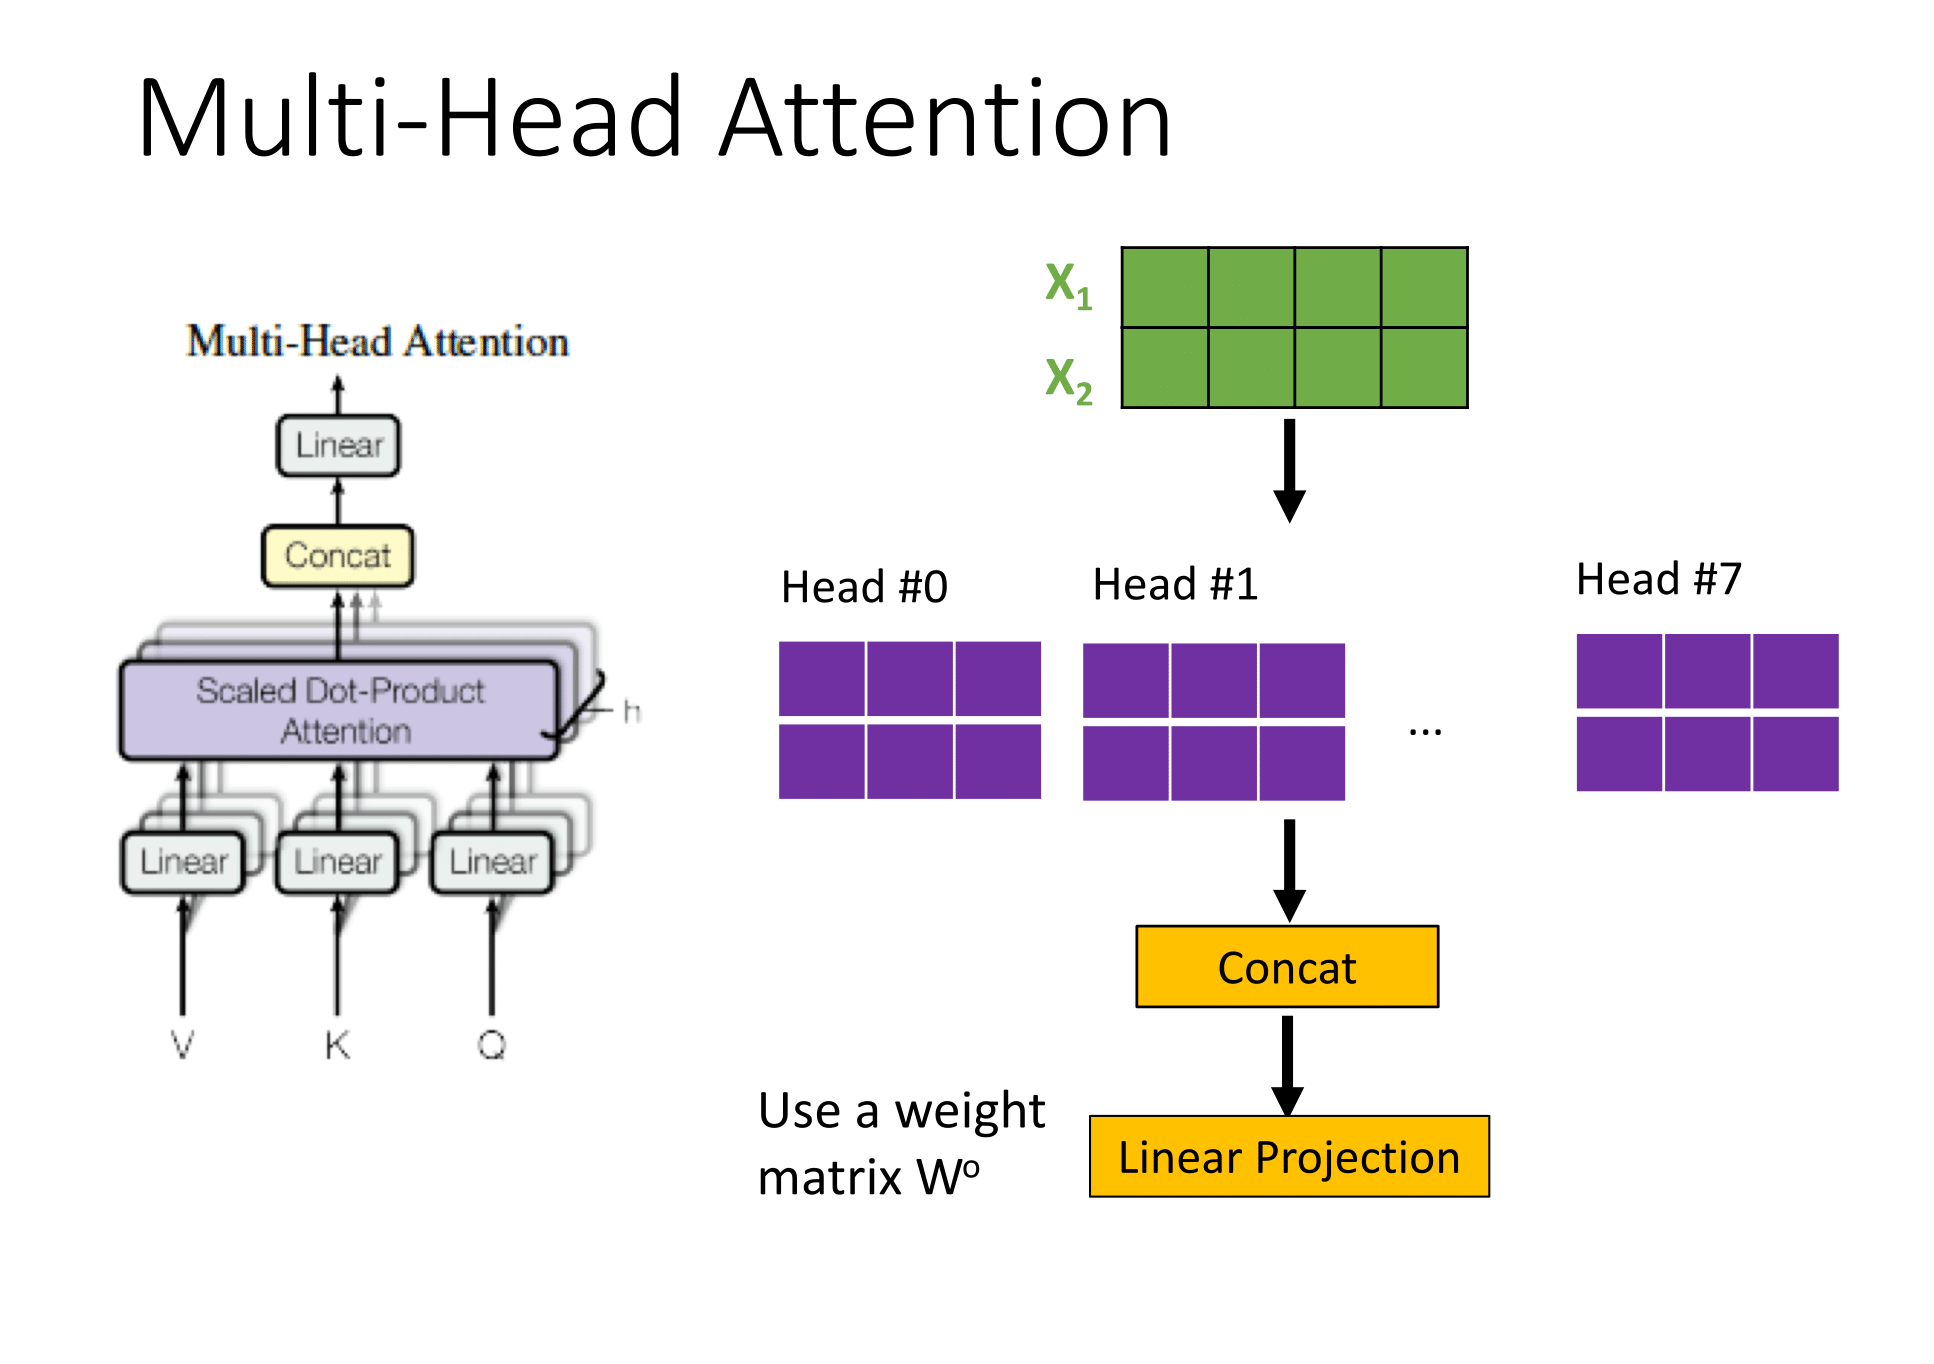 Multi-Head Attention
Multi-Head Attention
Linear
Concat
Scaled Dot-Product
Attention
h
Linear
Linear
Linear
V
K
Q
X₁
X₂
Head #0
Head #1
Head #7
...
Concat
Use a weight
matrix Wᵒ
Linear Projection